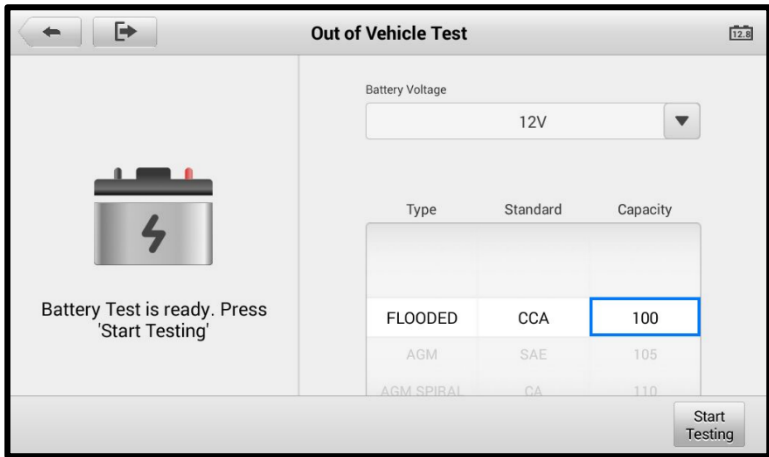 Out of Vehicle Test
12.8
Battery Voltage
12V
Type Standard Capacity
FLOODED CCA 100
AGM SAE 105
AGM SPIRAL CA 110
Battery Test is ready. Press
'Start Testing'
Start
Testing